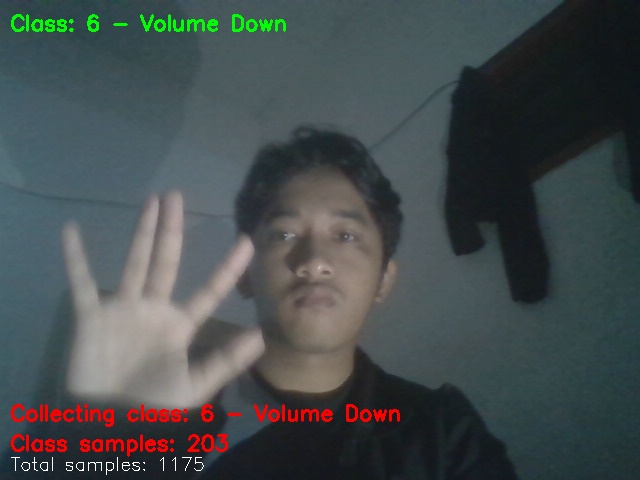 Class: 6 - Volume Down
Collecting class: 6 - Volume Down
Class samples: 203
Total samples: 1175